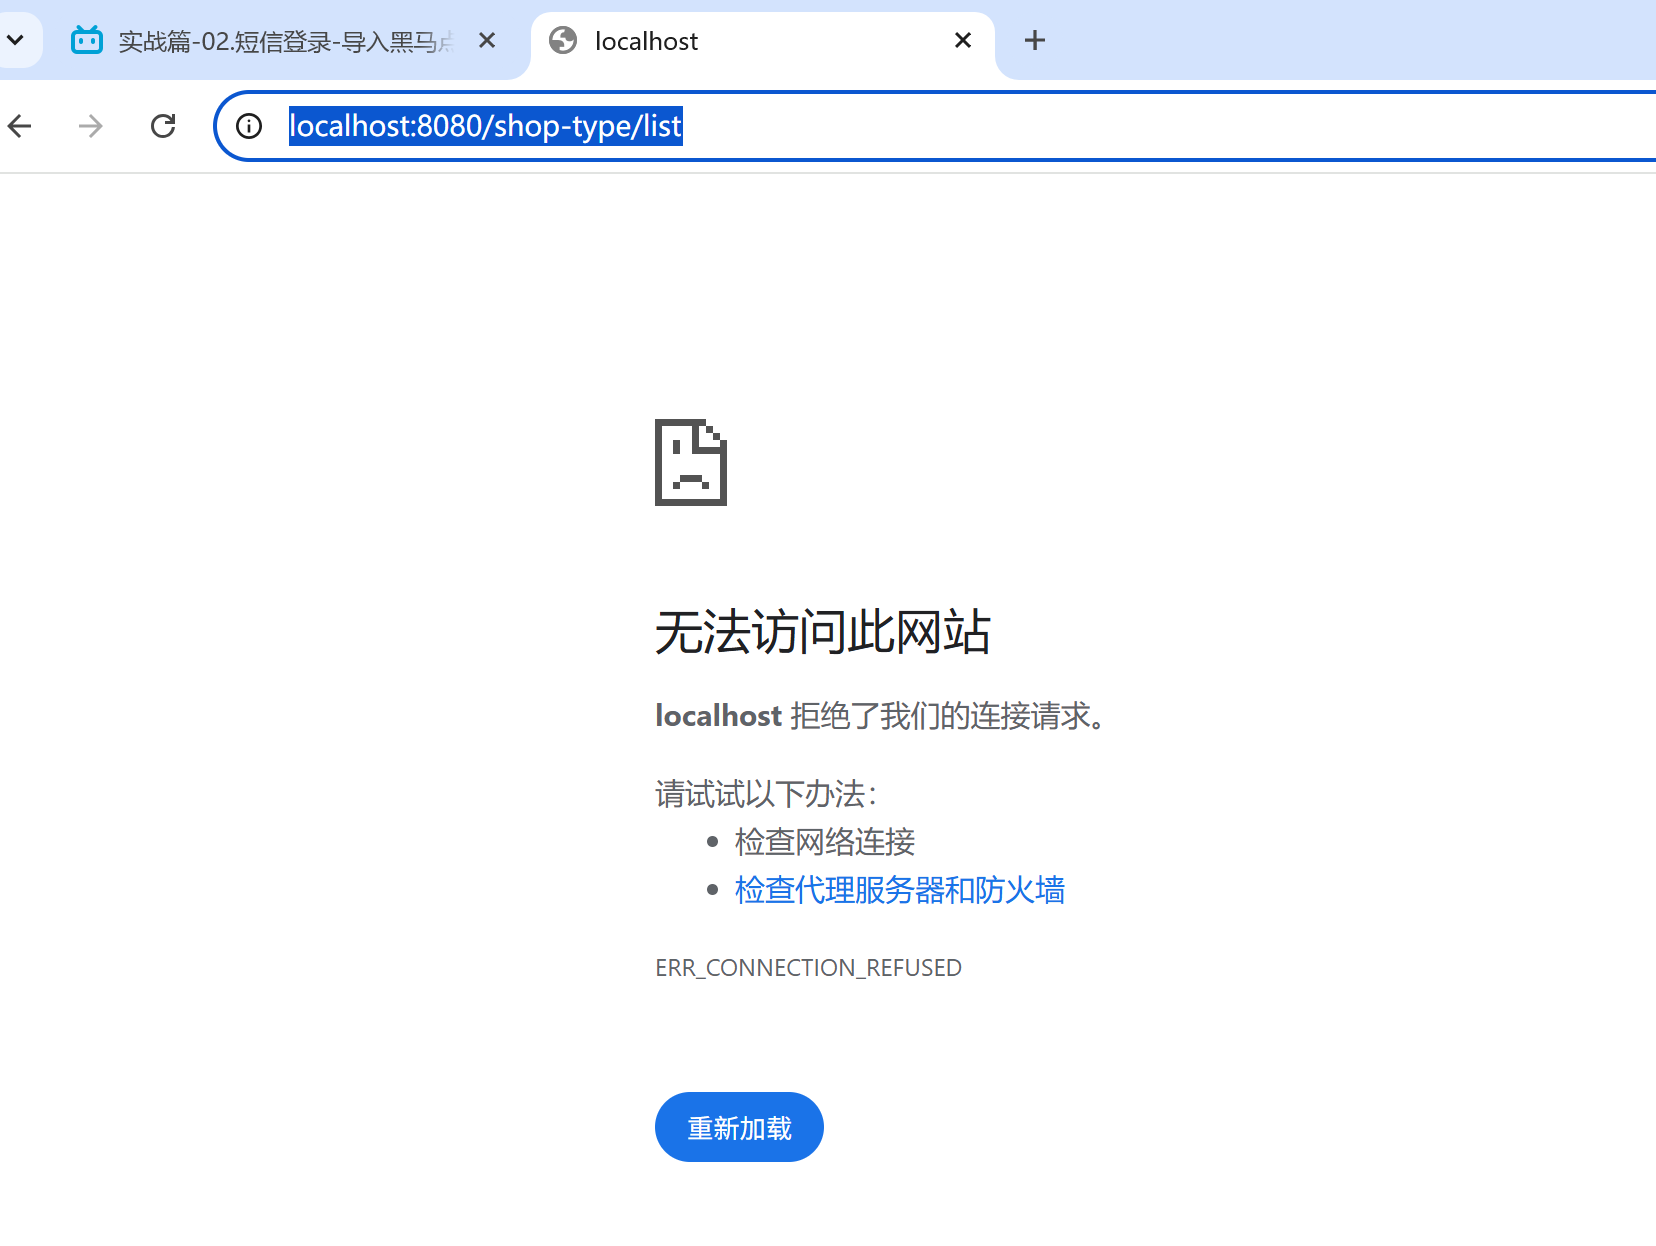 实战篇-02.短信登录-导入黑马点
localhost
localhost:8080/shop-type/list
无法访问此网站
localhost 拒绝了我们的连接请求。
请试试以下办法：
检查网络连接
检查代理服务器和防火墙
ERR_CONNECTION_REFUSED
重新加载